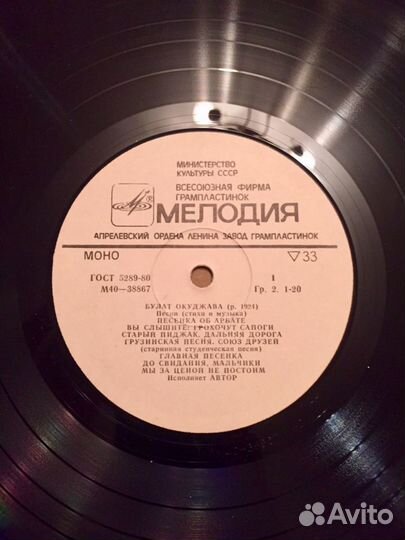 МИНИСТЕРСТВО
КУЛЬТУРЫ СССР
ВСЕСОЮЗНАЯ ФИРМА
ГРАМПЛАСТИНОК
® МЕЛОДИЯ
АПРЕЛЕВСКИЙ ОРДЕНА ЛЕНИНА ЗАВОД ГРАМПЛАСТИНОК
МОНО ▽33
ГОСТ 5289-80 1
М40—38867 Гр. 2. 1-20
БУЛАТ ОКУДЖАВА (р. 1924)
Песни (стихи и музыка)
ПЕСЕНКА ОБ АРБАТЕ
ВЫ СЛЫШИТЕ: ГРОХОЧУТ САПОГИ
СТАРЫЙ ПИДЖАК, ДАЛЬНЯЯ ДОРОГА
ГРУЗИНСКАЯ ПЕСНЯ, СОЮЗ ДРУЗЕЙ
(старинная студенческая песня)
ГЛАВНАЯ ПЕСЕНКА
ДО СВИДАНИЯ, МАЛЬЧИКИ
МЫ ЗА ЦЕНОЙ НЕ ПОСТОИМ
Исполняет АВТОР
Avito